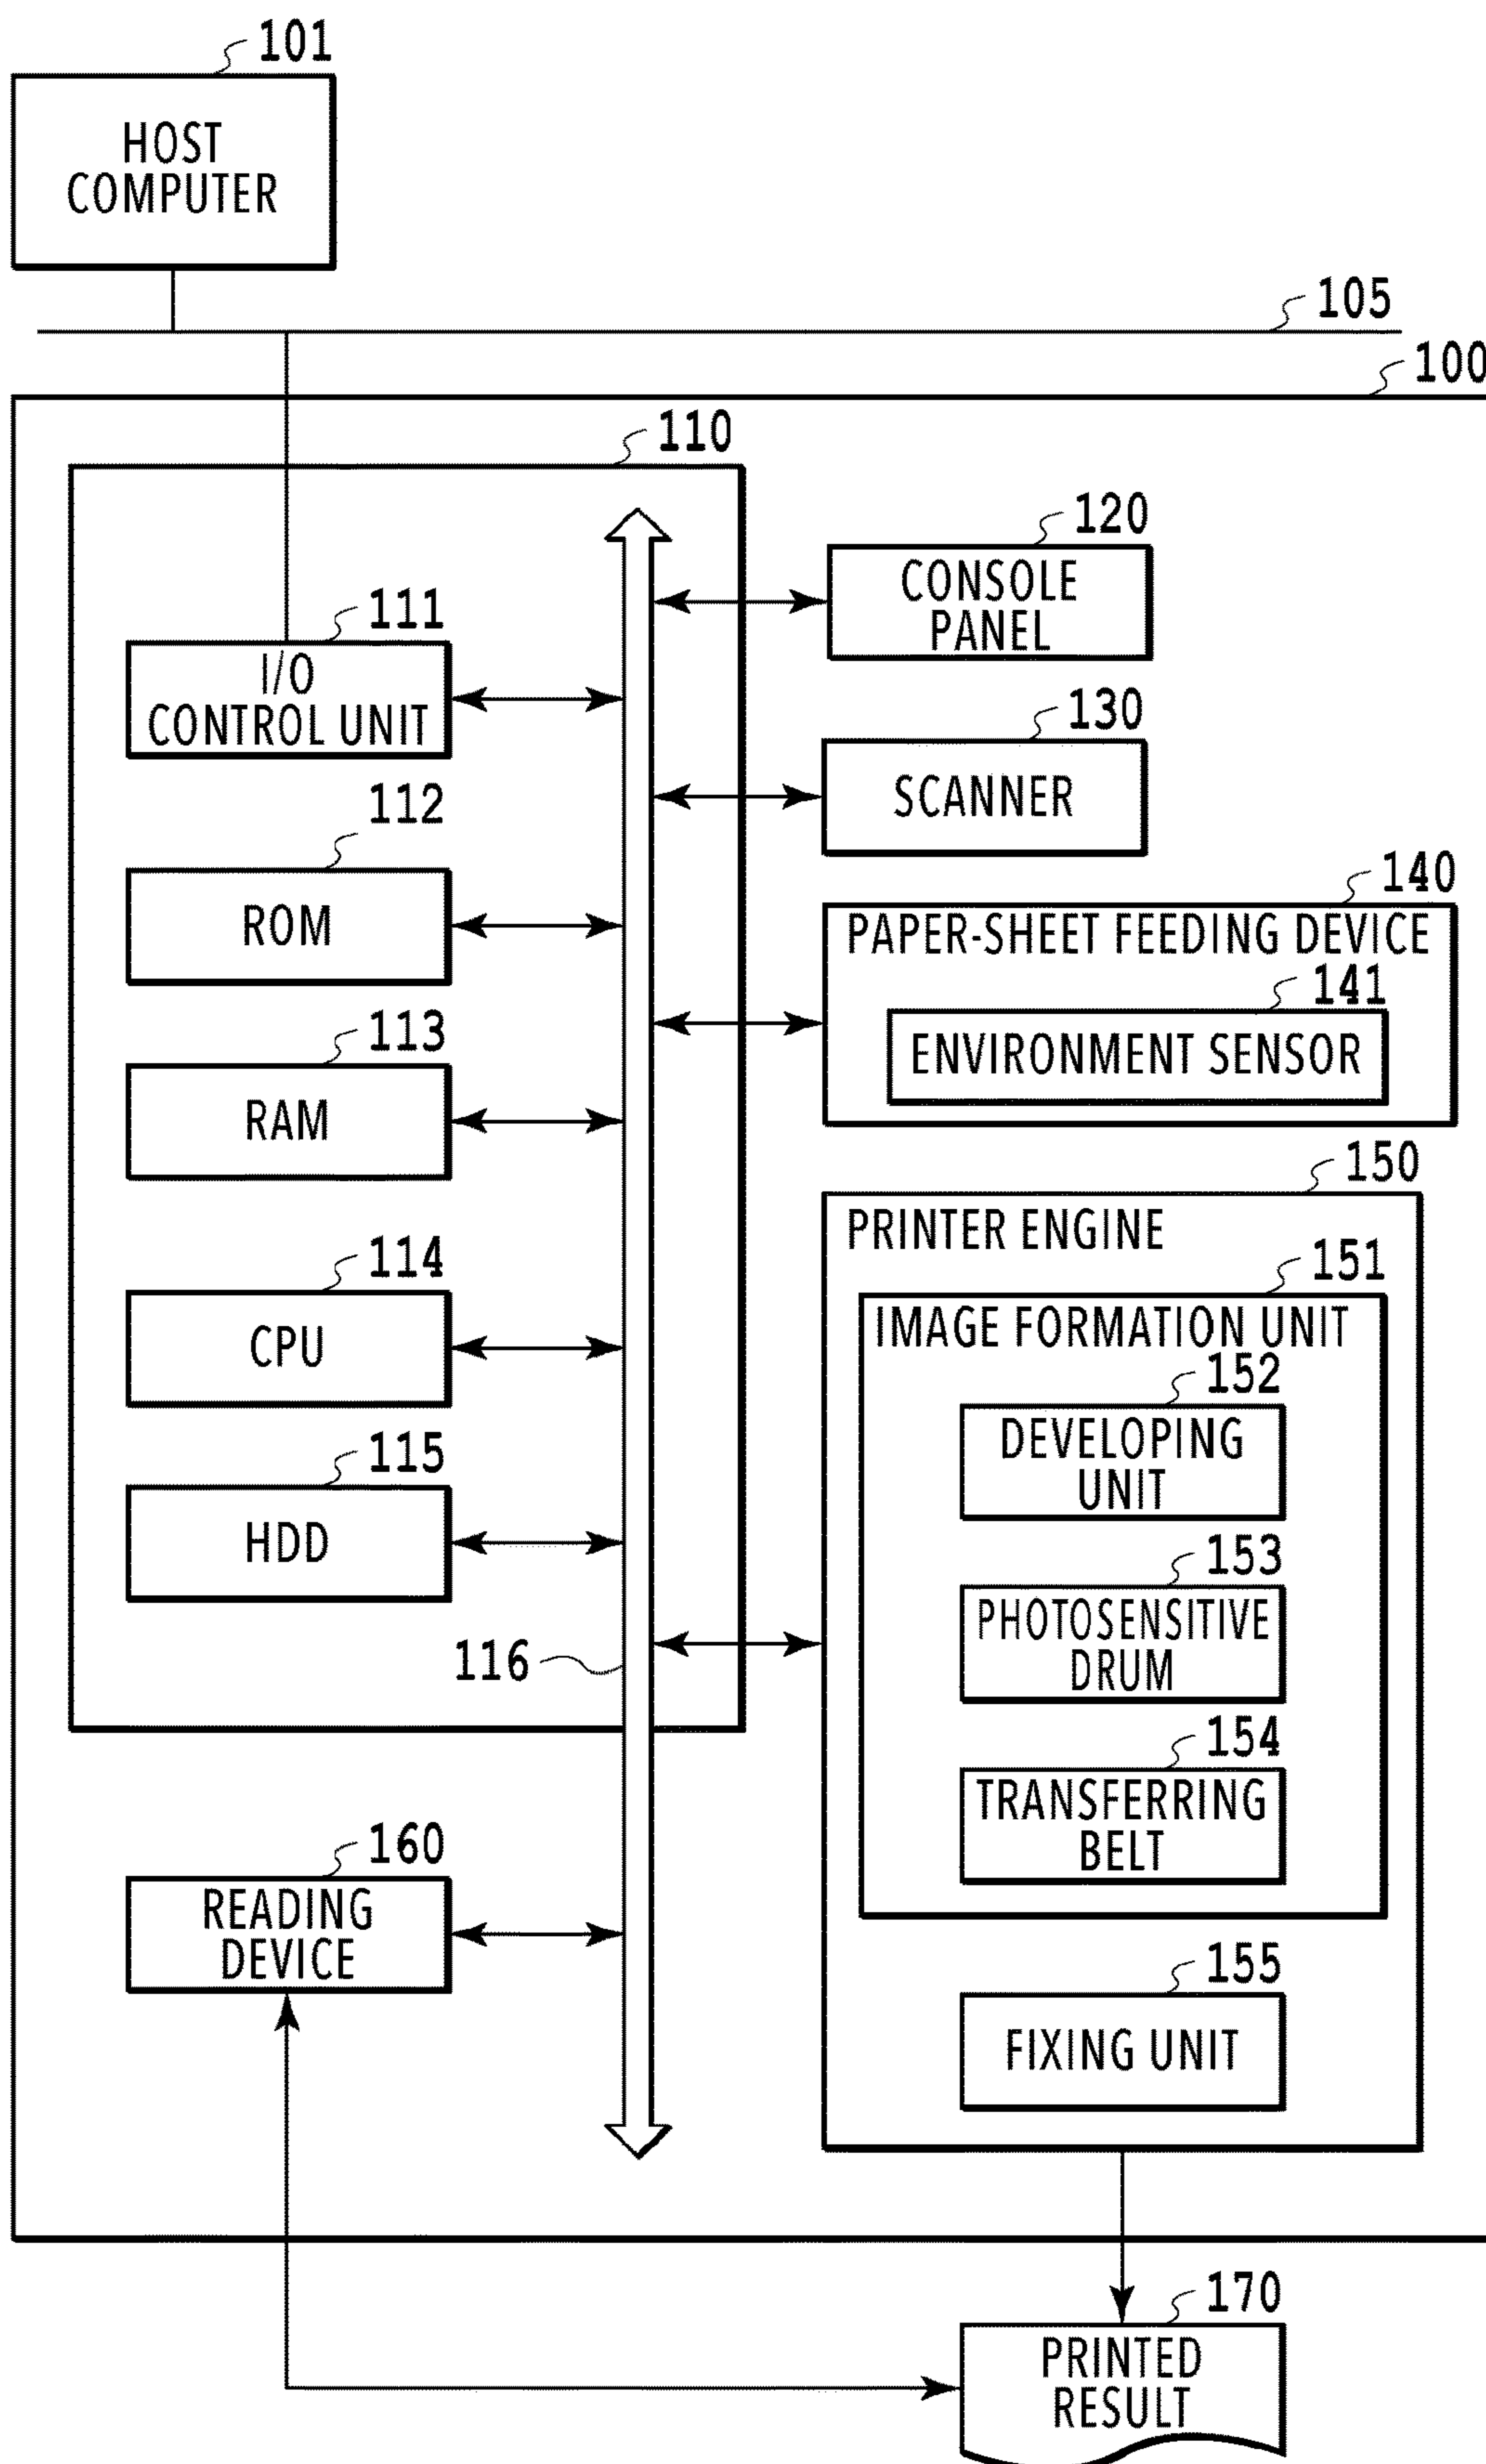 101
HOST
COMPUTER
105
100
110
120
CONSOLE
PANEL
111
I/O
CONTROL UNIT
130
SCANNER
112
ROM
140
PAPER-SHEET FEEDING DEVICE
141
ENVIRONMENT SENSOR
113
RAM
150
PRINTER ENGINE
114
CPU
151
IMAGE FORMATION UNIT
152
DEVELOPING
UNIT
115
HDD
153
PHOTOSENSITIVE
DRUM
116
154
TRANSFERRING
BELT
160
READING
DEVICE
155
FIXING UNIT
170
PRINTED
RESULT